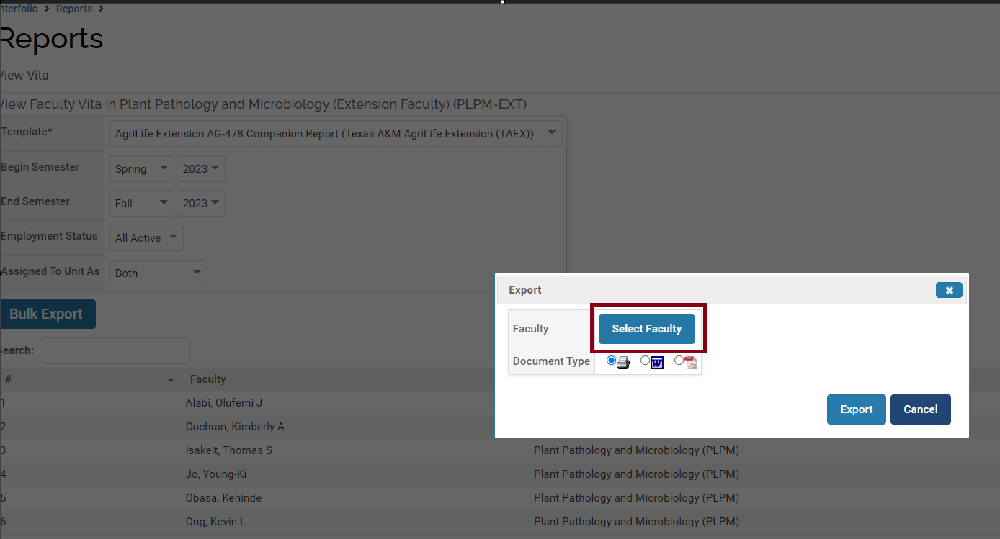 nterfolio > Reports >
Reports
View Vita
View Faculty Vita in Plant Pathology and Microbiology (Extension Faculty) (PLPM-EXT)
Template*
AgriLife Extension AG-478 Companion Report (Texas A&M AgriLife Extension (TAEX))
Begin Semester
Spring 2023
End Semester
Fall 2023
Employment Status
All Active
Assigned To Unit As
Both
Bulk Export
Search:
# Faculty
1 Alabi, Olufemi J
2 Cochran, Kimberly A
3 Isakeit, Thomas S Plant Pathology and Microbiology (PLPM)
4 Jo, Young-Ki Plant Pathology and Microbiology (PLPM)
5 Obasa, Kehinde Plant Pathology and Microbiology (PLPM)
6 Ong, Kevin L Plant Pathology and Microbiology (PLPM)
Export
Faculty Select Faculty
Document Type
Export Cancel